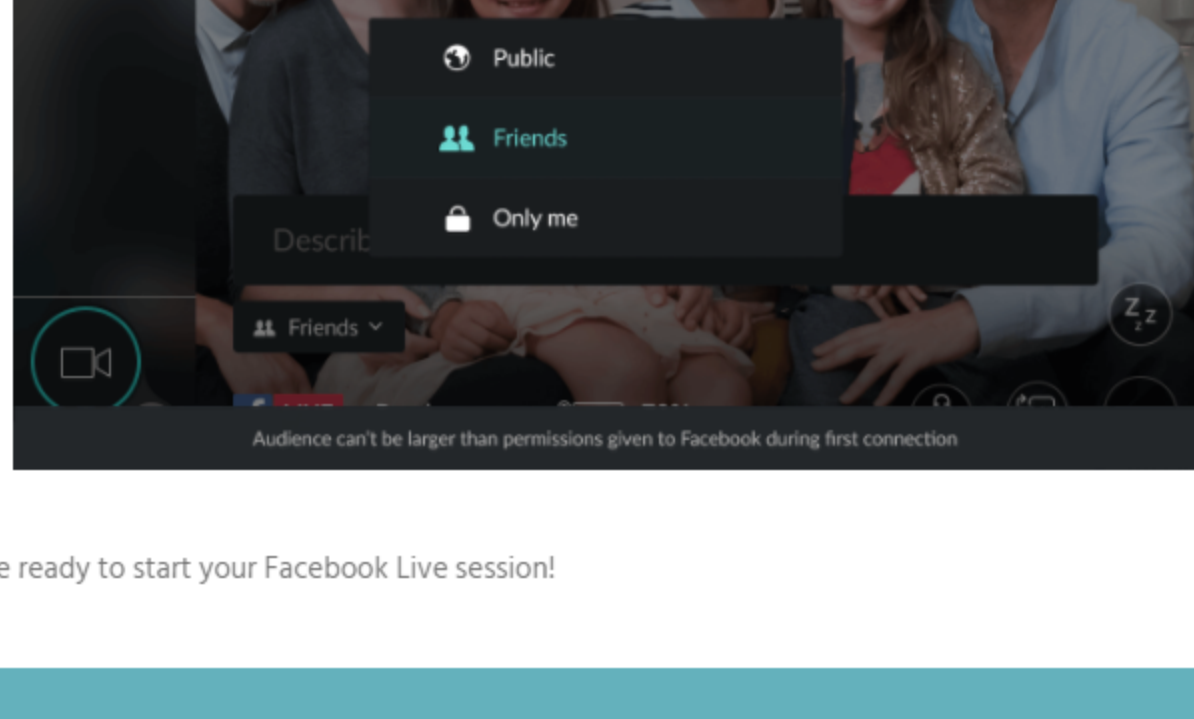 Public
Friends
Only me
Describ
Friends
Z z z
Audience can't be larger than permissions given to Facebook during first connection
e ready to start your Facebook Live session!